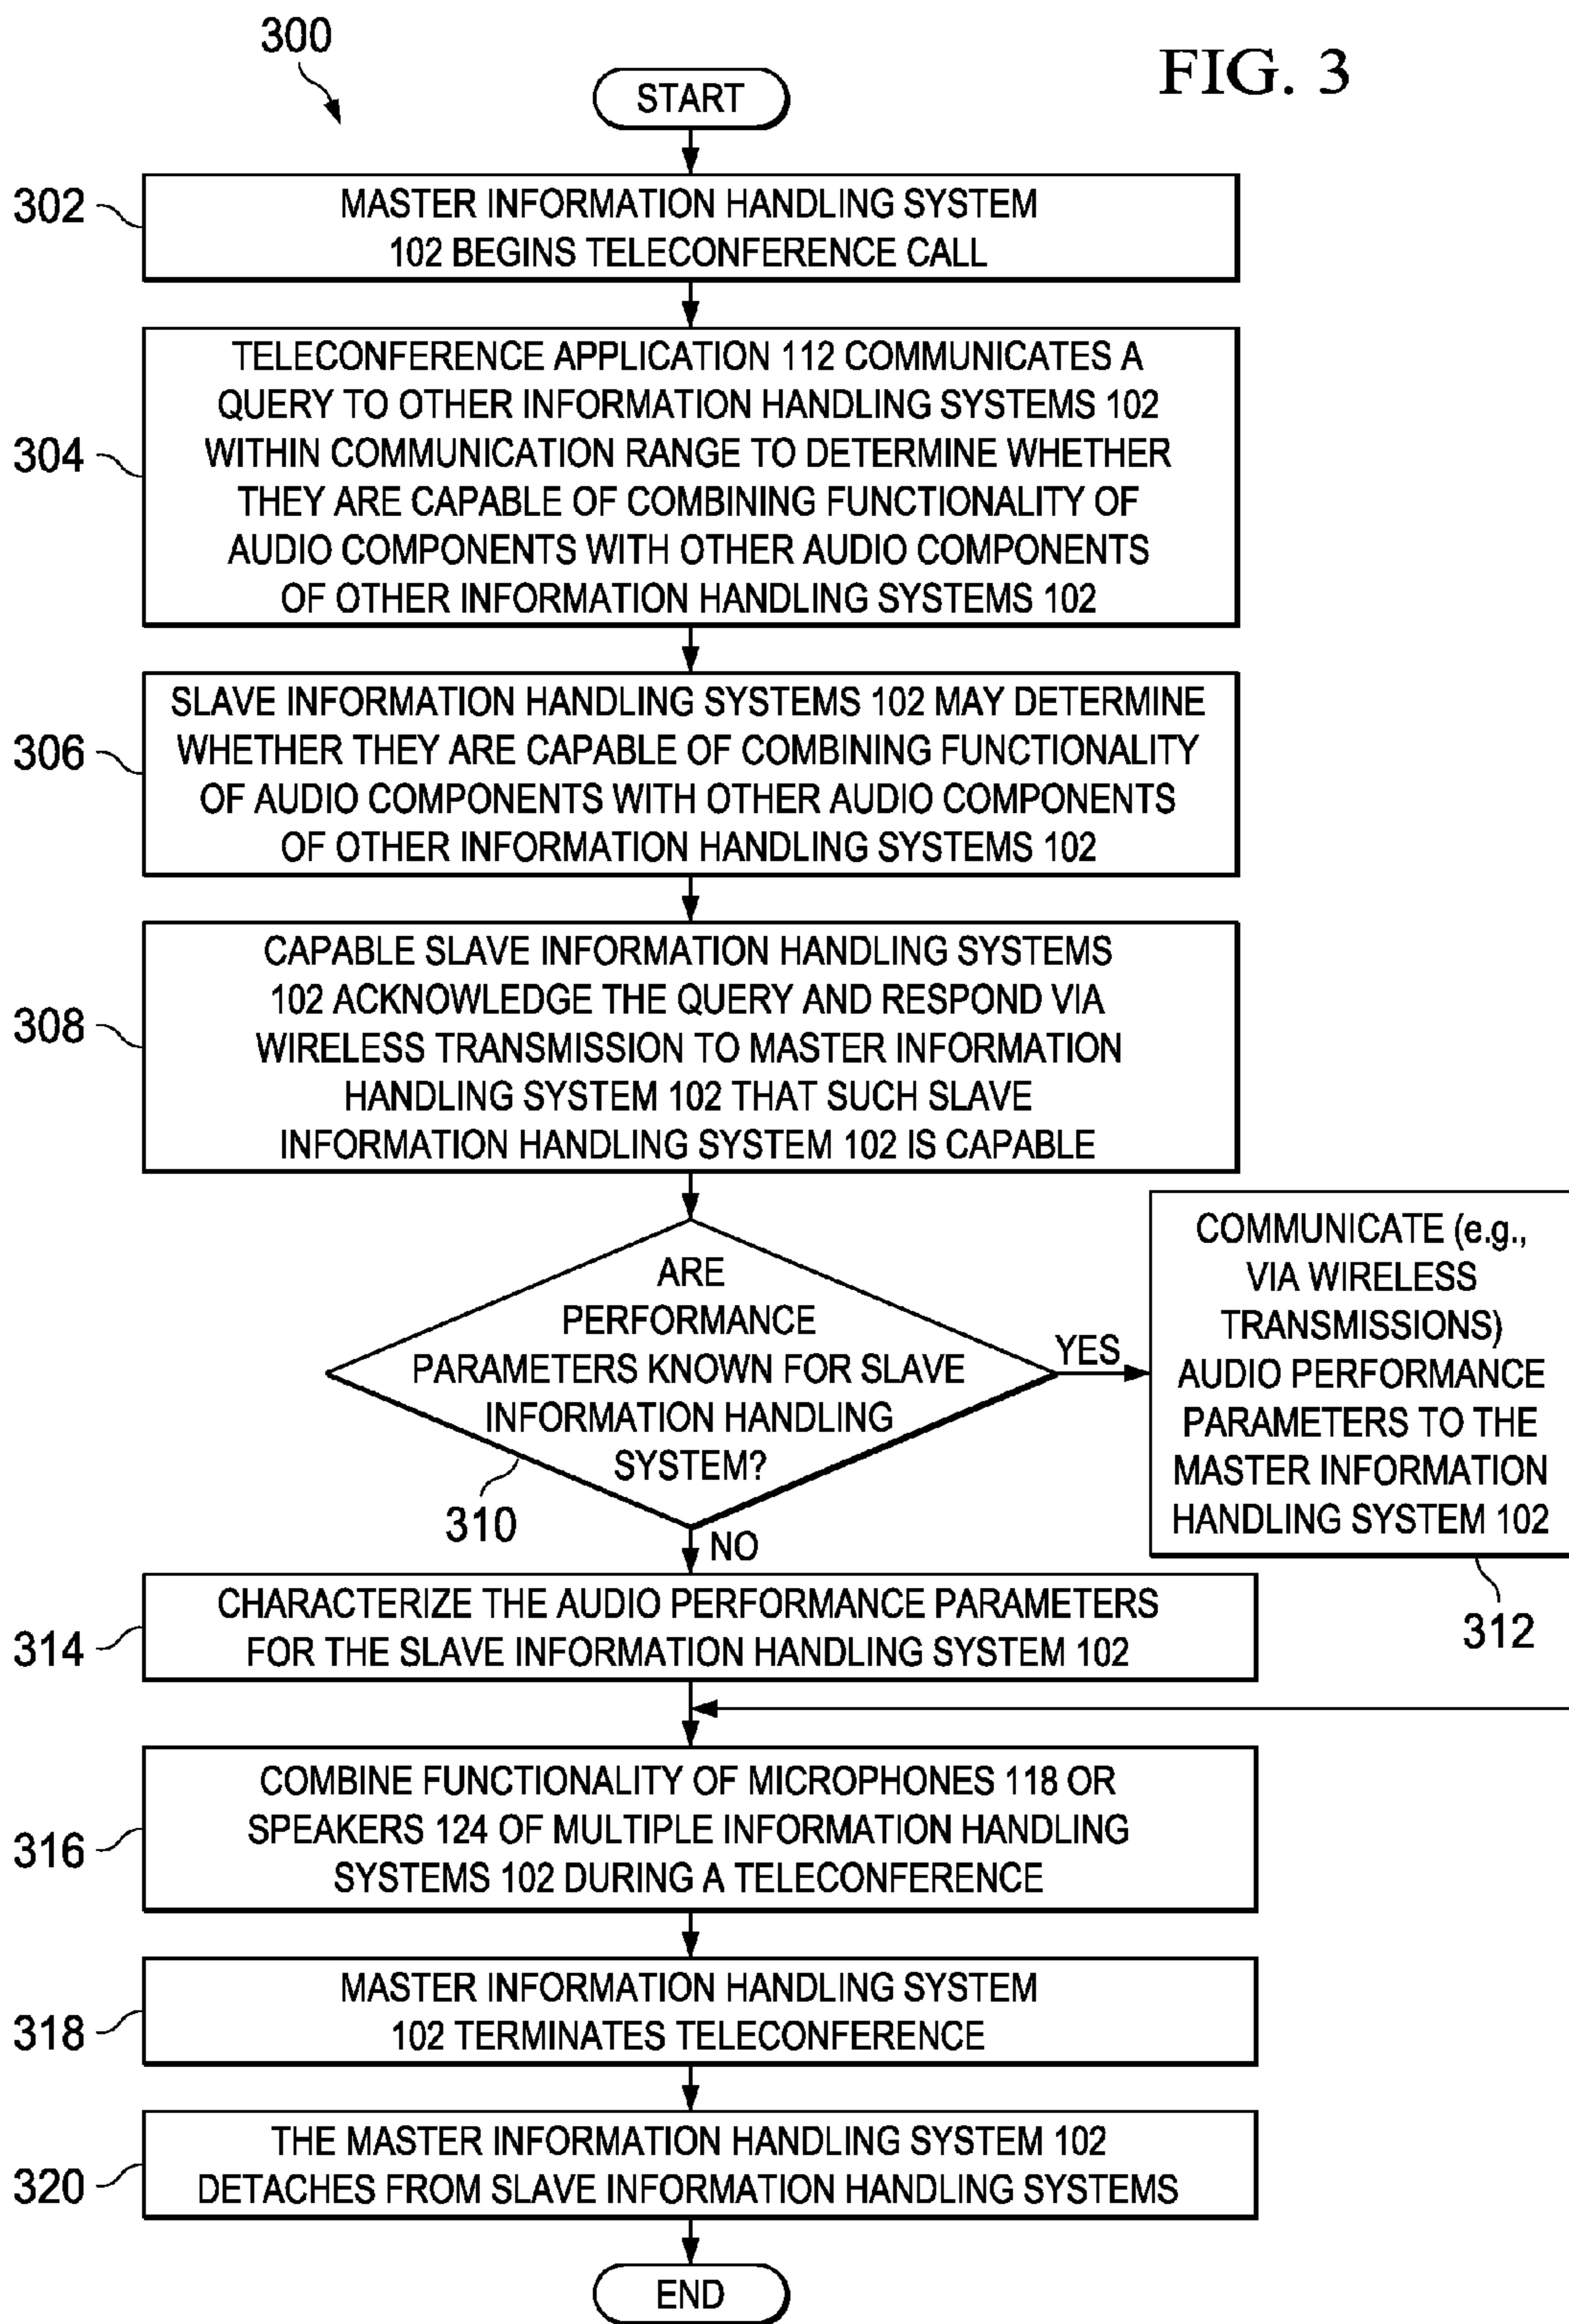 300
FIG. 3
START
302
MASTER INFORMATION HANDLING SYSTEM
102 BEGINS TELECONFERENCE CALL
304
TELECONFERENCE APPLICATION 112 COMMUNICATES A
QUERY TO OTHER INFORMATION HANDLING SYSTEMS 102
WITHIN COMMUNICATION RANGE TO DETERMINE WHETHER
THEY ARE CAPABLE OF COMBINING FUNCTIONALITY OF
AUDIO COMPONENTS WITH OTHER AUDIO COMPONENTS
OF OTHER INFORMATION HANDLING SYSTEMS 102
306
SLAVE INFORMATION HANDLING SYSTEMS 102 MAY DETERMINE
WHETHER THEY ARE CAPABLE OF COMBINING FUNCTIONALITY
OF AUDIO COMPONENTS WITH OTHER AUDIO COMPONENTS
OF OTHER INFORMATION HANDLING SYSTEMS 102
308
CAPABLE SLAVE INFORMATION HANDLING SYSTEMS
102 ACKNOWLEDGE THE QUERY AND RESPOND VIA
WIRELESS TRANSMISSION TO MASTER INFORMATION
HANDLING SYSTEM 102 THAT SUCH SLAVE
INFORMATION HANDLING SYSTEM 102 IS CAPABLE
ARE
PERFORMANCE
PARAMETERS KNOWN FOR SLAVE
INFORMATION HANDLING
SYSTEM?
310
YES
COMMUNICATE (e.g.,
VIA WIRELESS
TRANSMISSIONS)
AUDIO PERFORMANCE
PARAMETERS TO THE
MASTER INFORMATION
HANDLING SYSTEM 102
312
NO
314
CHARACTERIZE THE AUDIO PERFORMANCE PARAMETERS
FOR THE SLAVE INFORMATION HANDLING SYSTEM 102
316
COMBINE FUNCTIONALITY OF MICROPHONES 118 OR
SPEAKERS 124 OF MULTIPLE INFORMATION HANDLING
SYSTEMS 102 DURING A TELECONFERENCE
318
MASTER INFORMATION HANDLING SYSTEM
102 TERMINATES TELECONFERENCE
320
THE MASTER INFORMATION HANDLING SYSTEM 102
DETACHES FROM SLAVE INFORMATION HANDLING SYSTEMS
END